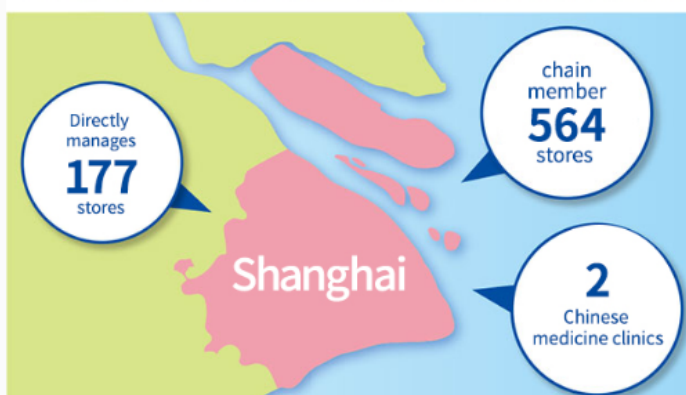 Directly
manages
177
stores
chain
member
564
stores
Shanghai
2
Chinese
medicine clinics